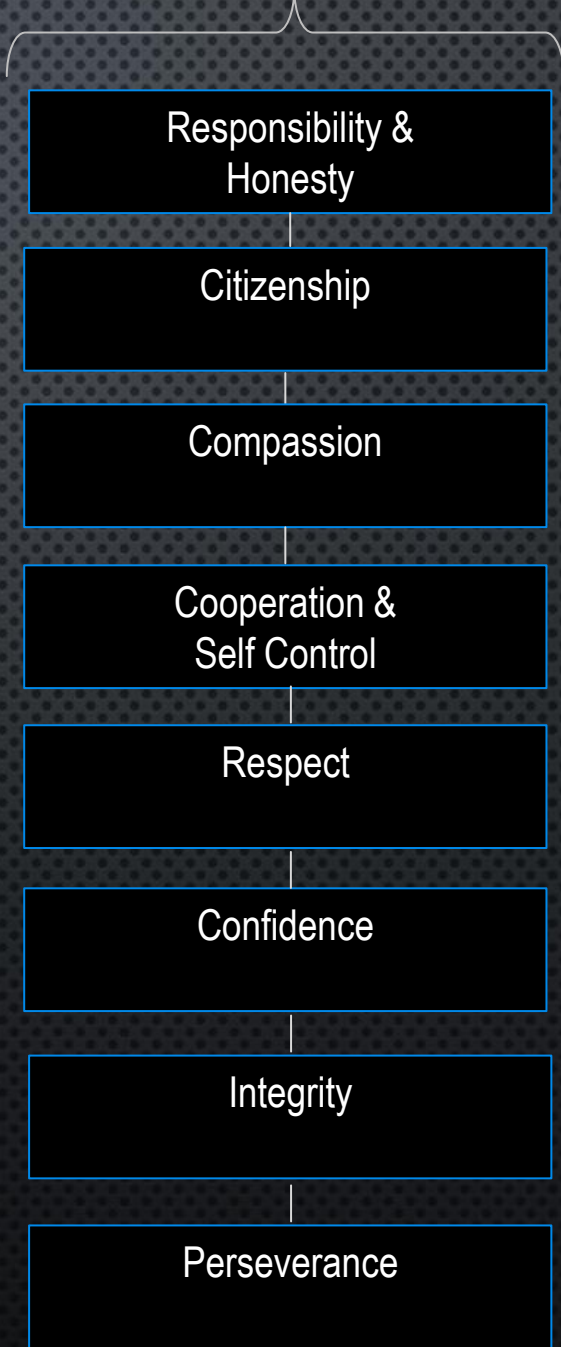 Responsibility &
Honesty
Citizenship
Compassion
Cooperation &
Self Control
Respect
Confidence
Integrity
Perseverance